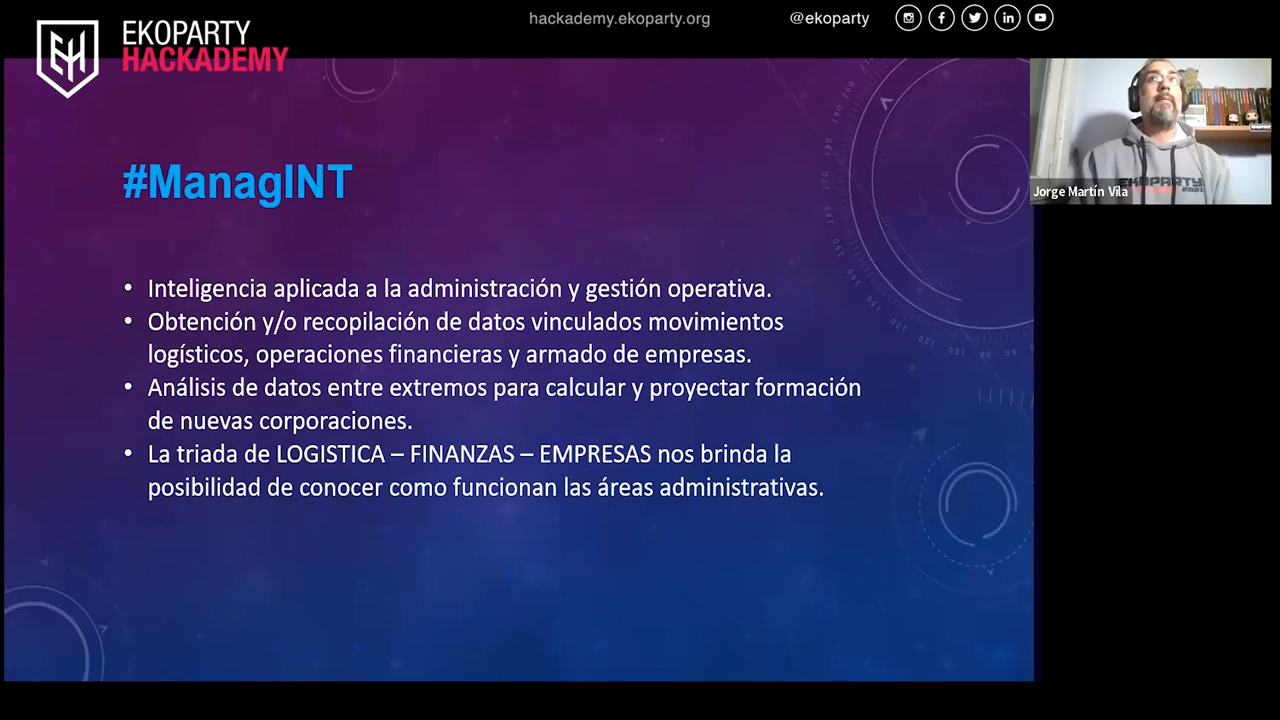 hackademy.ekoparty.org
@ekoparty
EKOPARTY
HACKADEMY
Jorge Martín Vila
EKOPARTY
#ManagINT
• Inteligencia aplicada a la administración y gestión operativa.
• Obtención y/o recopilación de datos vinculados movimientos
logísticos, operaciones financieras y armado de empresas.
• Análisis de datos entre extremos para calcular y proyectar formación
de nuevas corporaciones.
• La triada de LOGISTICA – FINANZAS – EMPRESAS nos brinda la
posibilidad de conocer como funcionan las áreas administrativas.